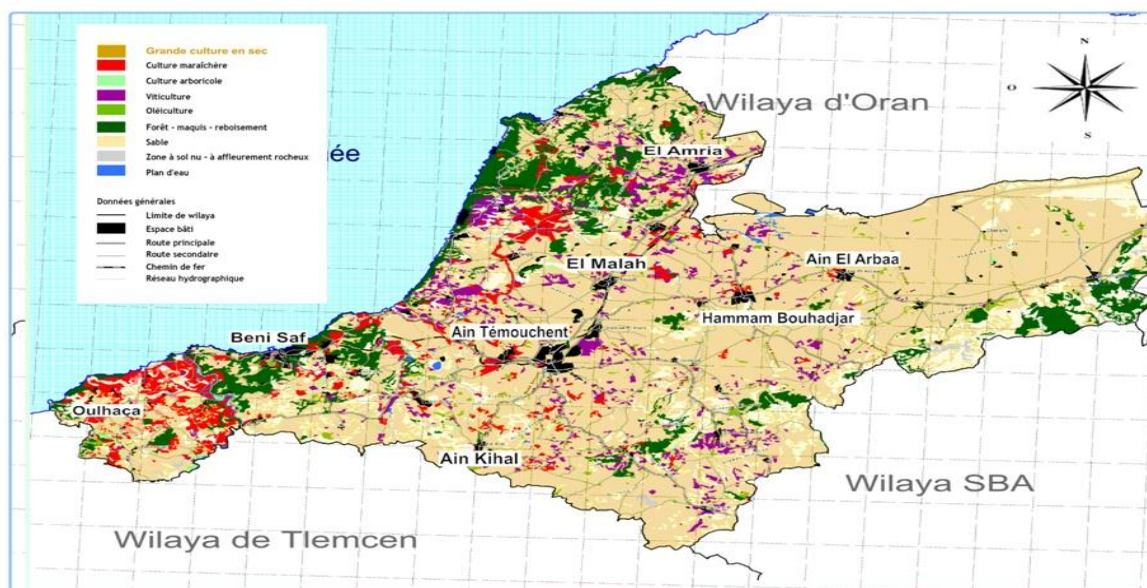 Grande culture en sec
Culture maraîchère
Culture arboricole
Viticulture
Oléiculture
Forêt - maquis - reboisement
Sable
Zone à sol nu - à affleurement rocheux
Plan d'eau
Données générales
Limite de wilaya
Espace bâti
Route principale
Route secondaire
Chemin de fer
Réseau hydrographique
ée
N
O
S
Wilaya d'Oran
El Amria
El Malah
Ain El Arbaa
Hammam Bouhadjar
Ain Témouchent
Beni Saf
Oulhaça
Ain Kihal
Wilaya SBA
Wilaya de Tlemcen